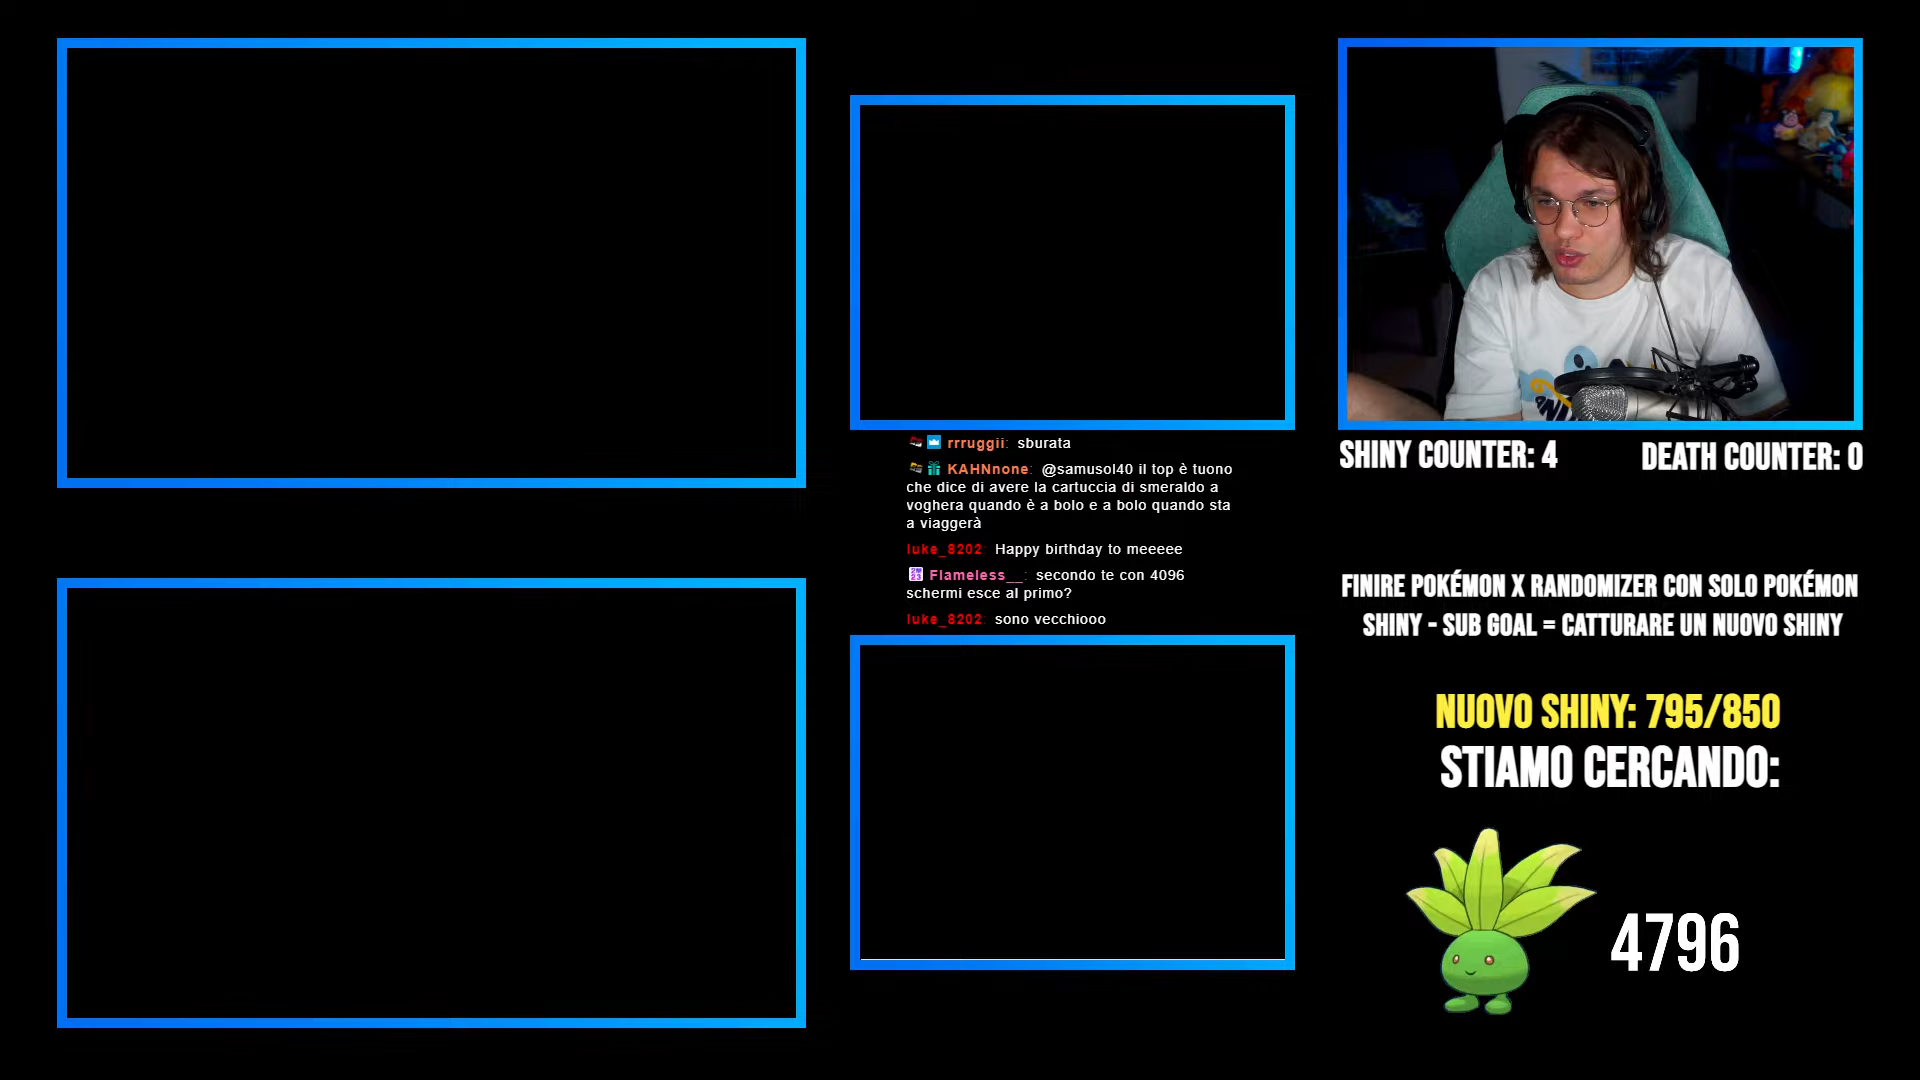 rrruggii: sburata
KAHNnone: @samusol40 il top è tuono
che dice di avere la cartuccia di smeraldo a
voghera quando è a bolo e a bolo quando sta
a viaggerà
luke_8202: Happy birthday to meeeee
Flameless__: secondo te con 4096
schermi esce al primo?
luke_8202: sono vecchiooo
SHINY COUNTER: 4
DEATH COUNTER: 0
FINIRE POKÉMON X RANDOMIZER CON SOLO POKÉMON
SHINY - SUB GOAL = CATTURARE UN NUOVO SHINY
NUOVO SHINY: 795/850
STIAMO CERCANDO:
4796